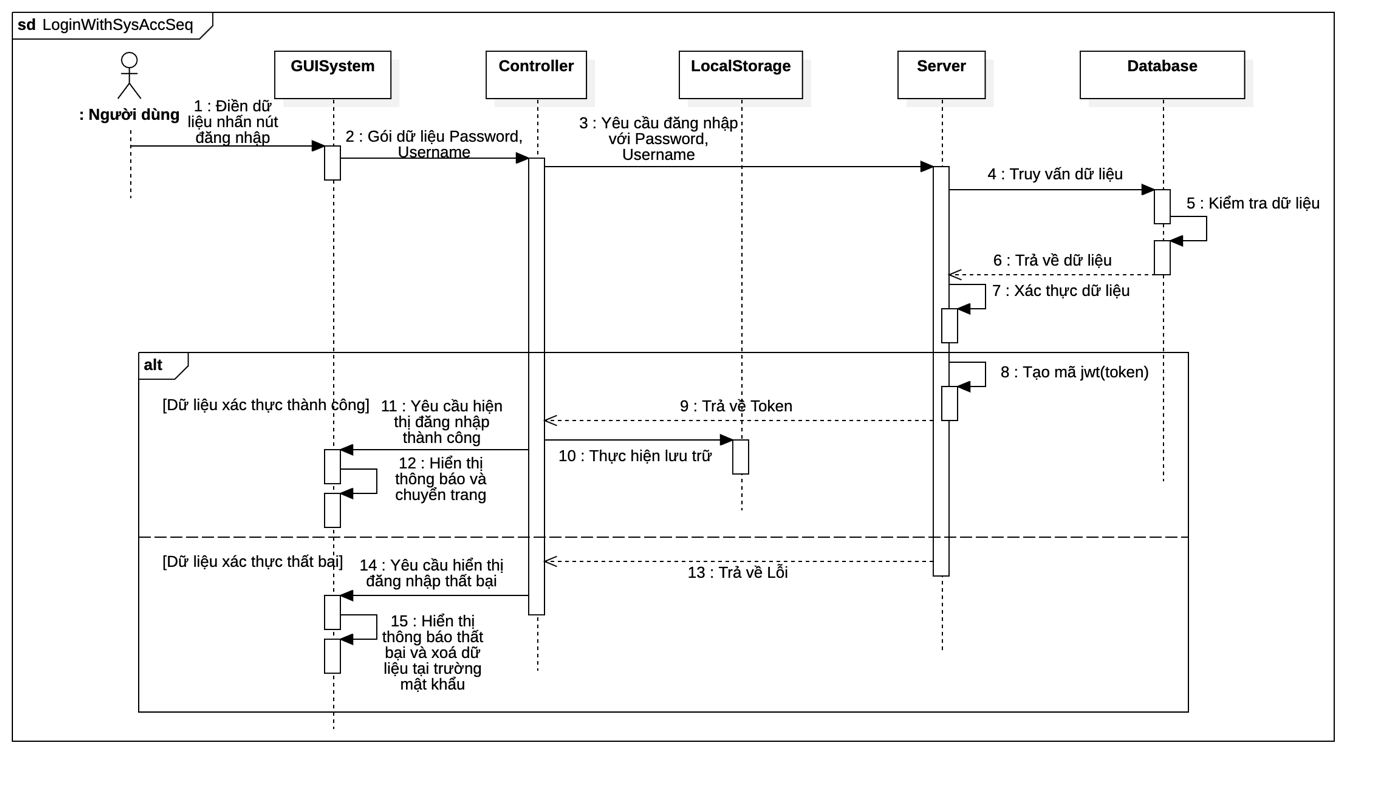 sd LoginWithSysAccSeq
GUISystem
Controller
LocalStorage
Server
Database
: Người dùng
1 : Điền dữ
liệu nhấn nút
đăng nhập
2 : Gói dữ liệu Password,
Username
3 : Yêu cầu đăng nhập
với Password,
Username
4 : Truy vấn dữ liệu
5 : Kiểm tra dữ liệu
6 : Trả về dữ liệu
7 : Xác thực dữ liệu
alt
8 : Tạo mã jwt(token)
[Dữ liệu xác thực thành công]
9 : Trả về Token
11 : Yêu cầu hiện
thị đăng nhập
thành công
10 : Thực hiện lưu trữ
12 : Hiển thị
thông báo và
chuyển trang
[Dữ liệu xác thực thất bại]
13 : Trả về Lỗi
14 : Yêu cầu hiển thị
đăng nhập thất bại
15 : Hiển thị
thông báo thất
bại và xoá dữ
liệu tại trường
mật khẩu